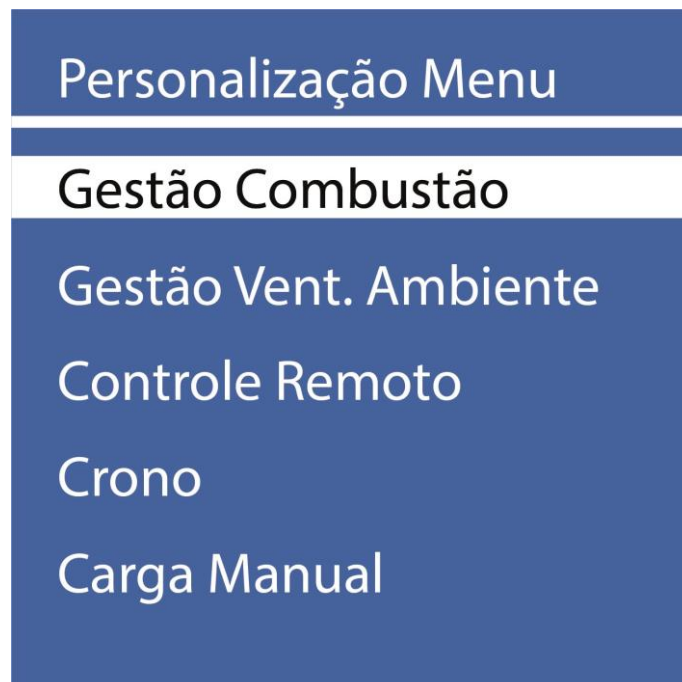 Personalização Menu
Gestão Combustão
Gestão Vent. Ambiente
Controle Remoto
Crono
Carga Manual